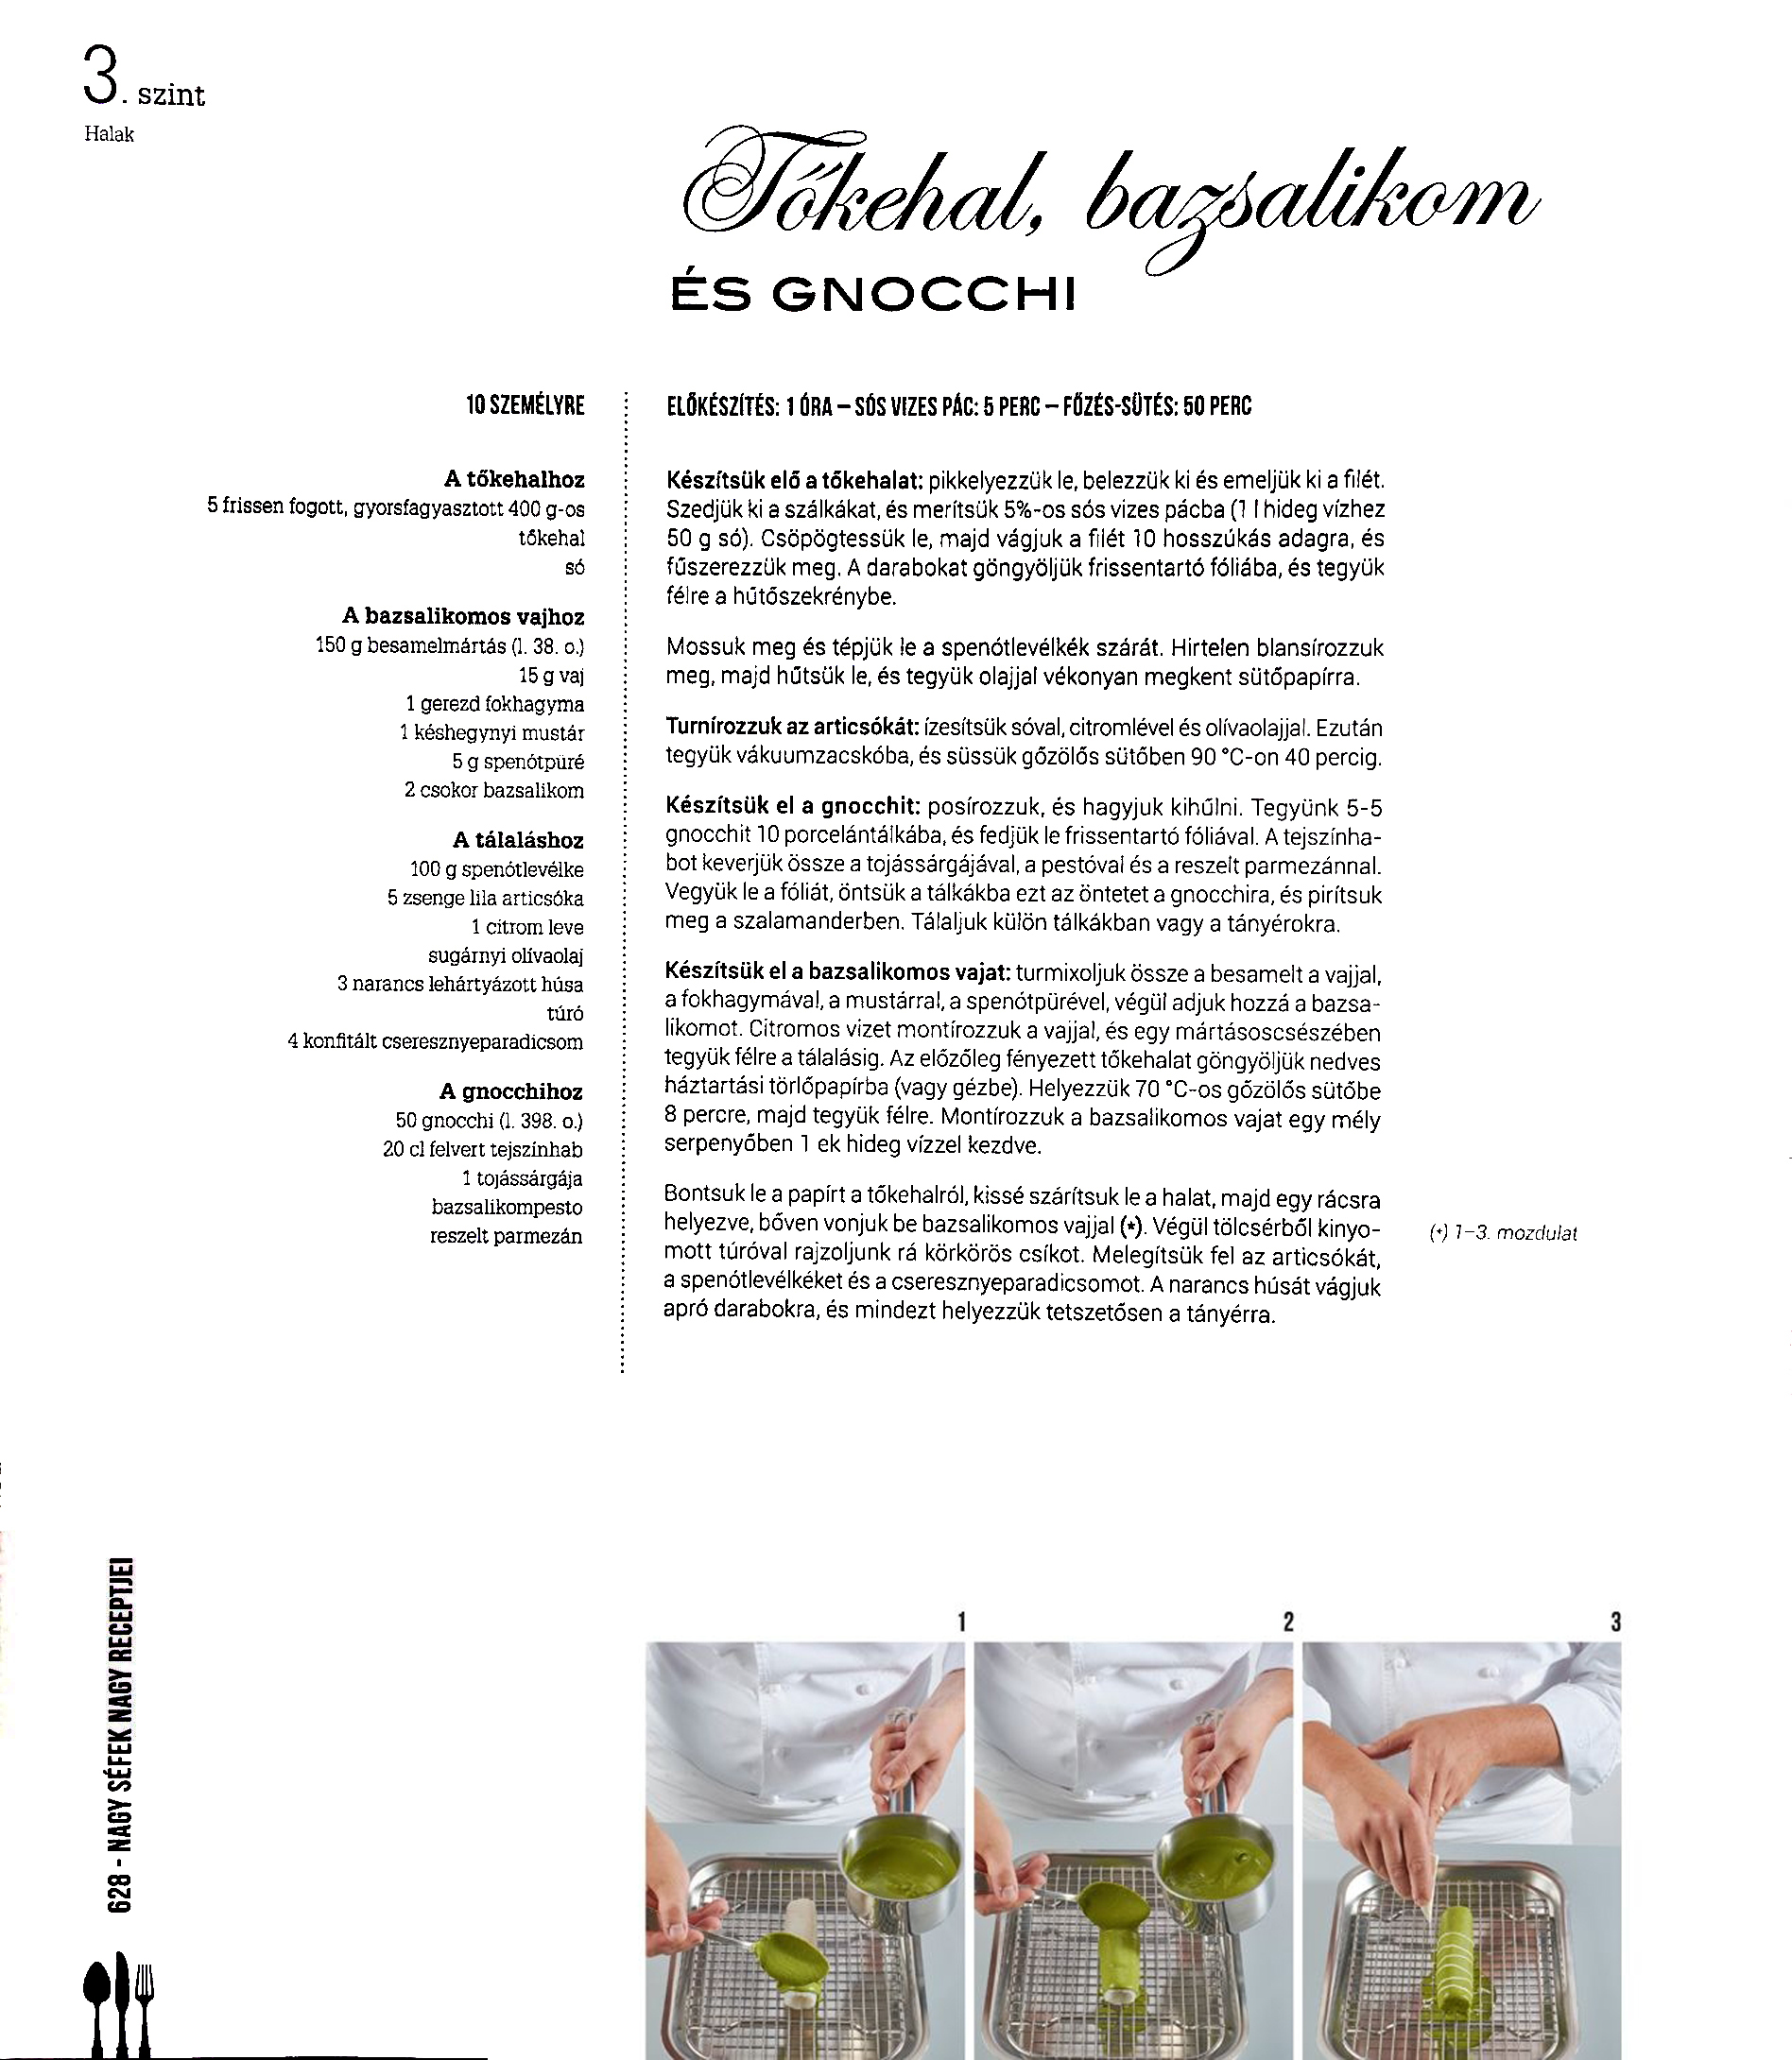 3. szint
Halak
Tőkehal, bazsalikom
ÉS GNOCCHI
10 SZEMÉLYRE
A tőkehalhoz
5 frissen fogott, gyorsfagyasztott 400 g-os
tőkehal
só
A bazsalikomos vajhoz
150 g besamelmártás (l. 38. o.)
15 g vaj
1 gerezd fokhagyma
1 késhegynyi mustár
5 g spenótpüré
2 csokor bazsalikom
A tálaláshoz
100 g spenótlevélke
5 zsenge lila articsóka
1 citrom leve
sugárnyi olívaolaj
3 narancs lehártyázott húsa
túró
4 konfitált cseresznyeparadicsom
A gnocchihoz
50 gnocchi (l. 398. o.)
20 cl felvert tejszínhab
1 tojássárgája
bazsalikompesto
reszelt parmezán
ELŐKÉSZÍTÉS: 1 ÓRA – SÓS VIZES PÁC: 5 PERC – FŐZÉS-SÜTÉS: 50 PERC
Készítsük elő a tőkehalat: pikkelyezzük le, belezzük ki és emeljük ki a filét.
Szedjük ki a szálkákat, és merítsük 5%-os sós vizes pácba (1 l hideg vízhez
50 g só). Csöpögtessük le, majd vágjuk a filét 10 hosszúkás adagra, és
fűszerezzük meg. A darabokat göngyöljük frissentartó fóliába, és tegyük
félre a hűtőszekrénybe.
Mossuk meg és tépjük le a spenótlevélkék szárát. Hirtelen blansírozzuk
meg, majd hűtsük le, és tegyük olajjal vékonyan megkent sütőpapírra.
Turnírozzuk az articsókát: ízesítsük sóval, citromlével és olívaolajjal. Ezután
tegyük vákuumzacskóba, és süssük gőzölős sütőben 90 °C-on 40 percig.
Készítsük el a gnocchit: posírozzuk, és hagyjuk kihűlni. Tegyünk 5-5
gnocchit 10 porcelántálkába, és fedjük le frissentartó fóliával. A tejszínha-
bot keverjük össze a tojássárgájával, a pestóval és a reszelt parmezánnal.
Vegyük le a fóliát, öntsük a tálkákba ezt az öntetet a gnocchira, és pirítsuk
meg a szalamanderben. Tálaljuk külön tálkákban vagy a tányérokra.
Készítsük el a bazsalikomos vajat: turmixoljuk össze a besamelt a vajjal,
a fokhagymával, a mustárral, a spenótpürével, végül adjuk hozzá a bazsa-
likomot. Citromos vizet montírozzuk a vajjal, és egy mártásoscsészében
tegyük félre a tálalásig. Az előzőleg fényezett tőkehalat göngyöljük nedves
háztartási törlőpapírba (vagy gézbe). Helyezzük 70 °C-os gőzölős sütőbe
8 percre, majd tegyük félre. Montírozzuk a bazsalikomos vajat egy mély
serpenyőben 1 ek hideg vízzel kezdve.
Bontsuk le a papírt a tőkehalról, kissé szárítsuk le a halat, majd egy rácsra
helyezve, bőven vonjuk be bazsalikomos vajjal (*). Végül tölcsérből kinyo-
mott túróval rajzoljunk rá körkörös csíkot. Melegítsük fel az articsókát,
a spenótlevélkéket és a cseresznyeparadicsomot. A narancs húsát vágjuk
apró darabokra, és mindezt helyezzük tetszetősen a tányérra.
(*) 1–3. mozdulat
628 - NAGY SÉFEK NAGY RECEPTJEI
1
2
3